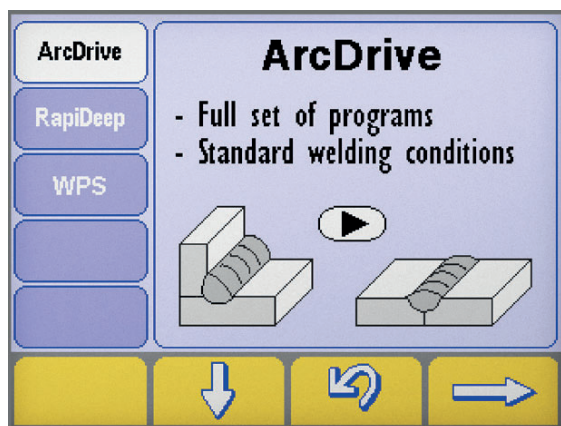 ArcDrive
RapiDeep
WPS
ArcDrive
- Full set of programs
- Standard welding conditions